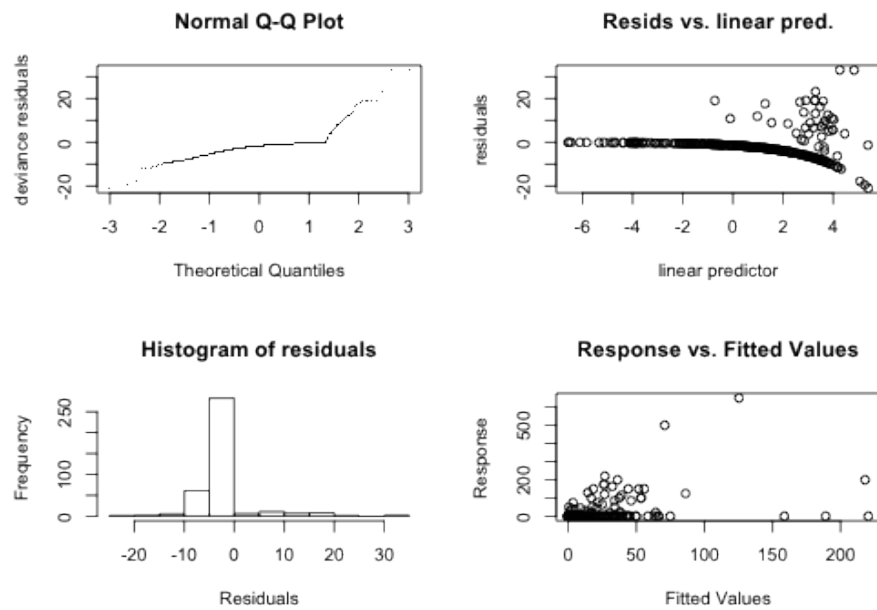 Normal Q-Q Plot
deviance residuals
-20 0 20
-3 -2 -1 0 1 2 3
Theoretical Quantiles
Resids vs. linear pred.
residuals
-20 0 20
-6 -4 -2 0 2 4
linear predictor
Histogram of residuals
Frequency
0 100 250
-20 -10 0 10 20 30
Residuals
Response vs. Fitted Values
Response
0 200 500
0 50 100 150 200
Fitted Values